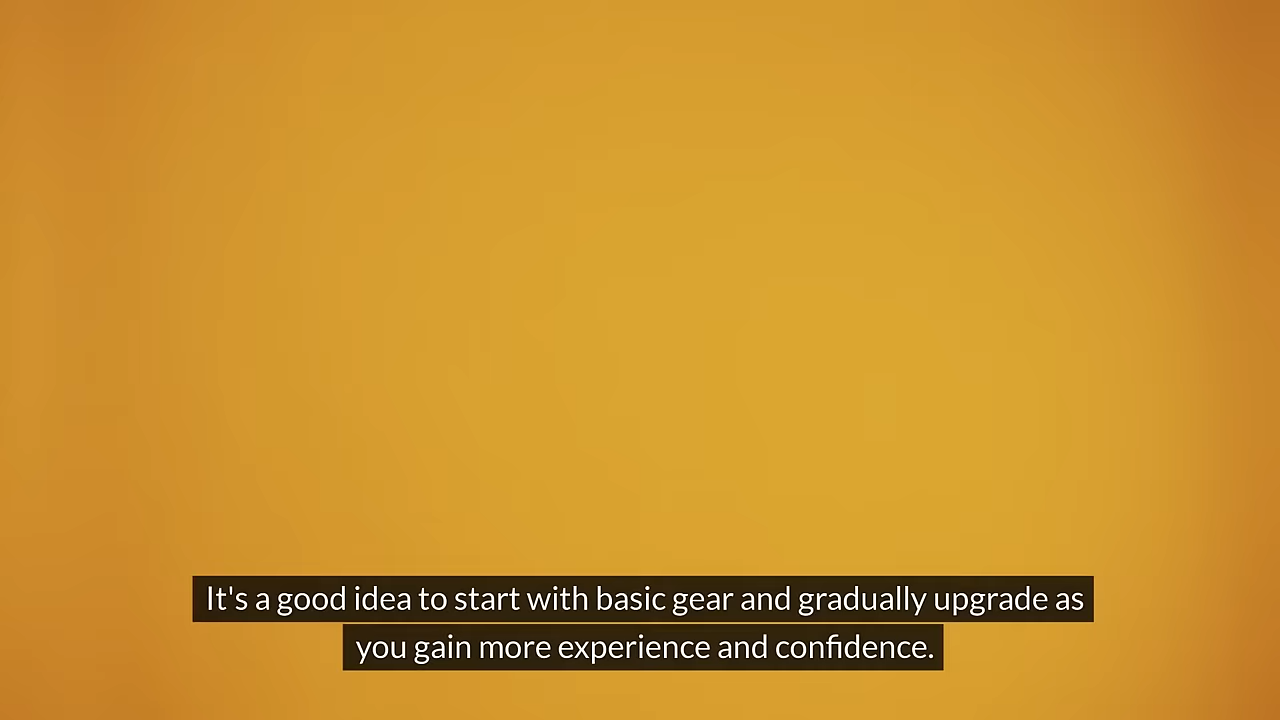 It's a good idea to start with basic gear and gradually upgrade as
you gain more experience and confidence.